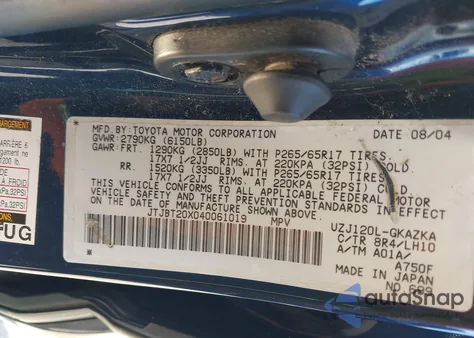 MFD. BY: TOYOTA MOTOR CORPORATION DATE 08/04
GVWR: 2790KG (6150LB)
GAWR FRT. 1290KG (2850LB) WITH P265/65R17 TIRES,
17X7 1/2JJ RIMS, AT 220KPA (32PSI) COLD
RR. 1520KG (3350LB) WITH P265/65R17 TIRES,
17X7 1/2JJ RIMS, AT 220KPA (32PSI) COLD
THIS VEHICLE CONFORMS TO ALL APPLICABLE FEDERAL MOTOR
VEHICLE SAFETY AND THEFT PREVENTION STANDARDS IN EFFECT
ON THE DATE OF MANUFACTURE SHOWN ABOVE.
JTJBT20X040061019 MPV
UZJ120L-GKAZKA
C/TR 8R4/LH10
A/TM A01A/
A750F
MADE IN
JAPAN
NO. 699
32PSI)
FUG
autoSnap